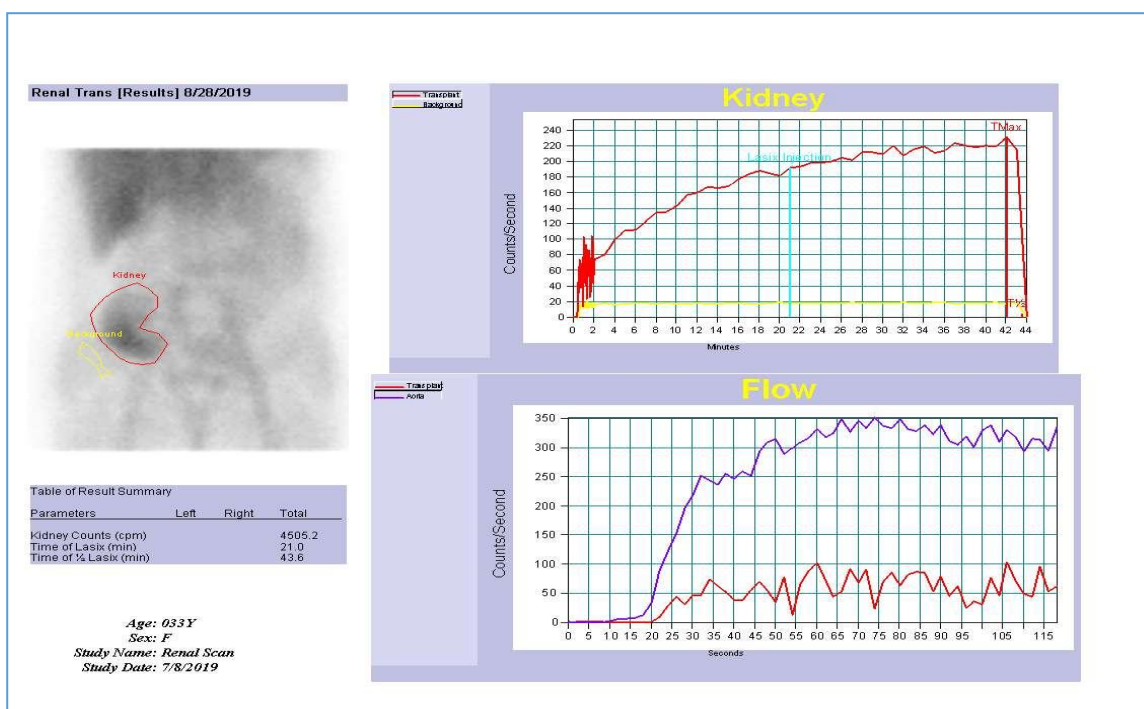 Renal Trans [Results] 8/28/2019
Kidney
Background
Table of Result Summary
Parameters Left Right Total
Kidney Counts (cpm) 4505.2
Time of Lasix (min) 21.0
Time of ½ Lasix (min) 43.6
Age: 033Y
Sex: F
Study Name: Renal Scan
Study Date: 7/8/2019
Transplant
Background
Kidney
TMax
Lasix Injection
T½
Counts/Second
240
220
200
180
160
140
120
100
80
60
40
20
0
0 2 4 6 8 10 12 14 16 18 20 22 24 26 28 30 32 34 36 38 40 42 44
Minutes
Transplant
Aorta
Flow
Counts/Second
350
300
250
200
150
100
50
0
0 5 10 15 20 25 30 35 40 45 50 55 60 65 70 75 80 85 90 95 105 115
Seconds